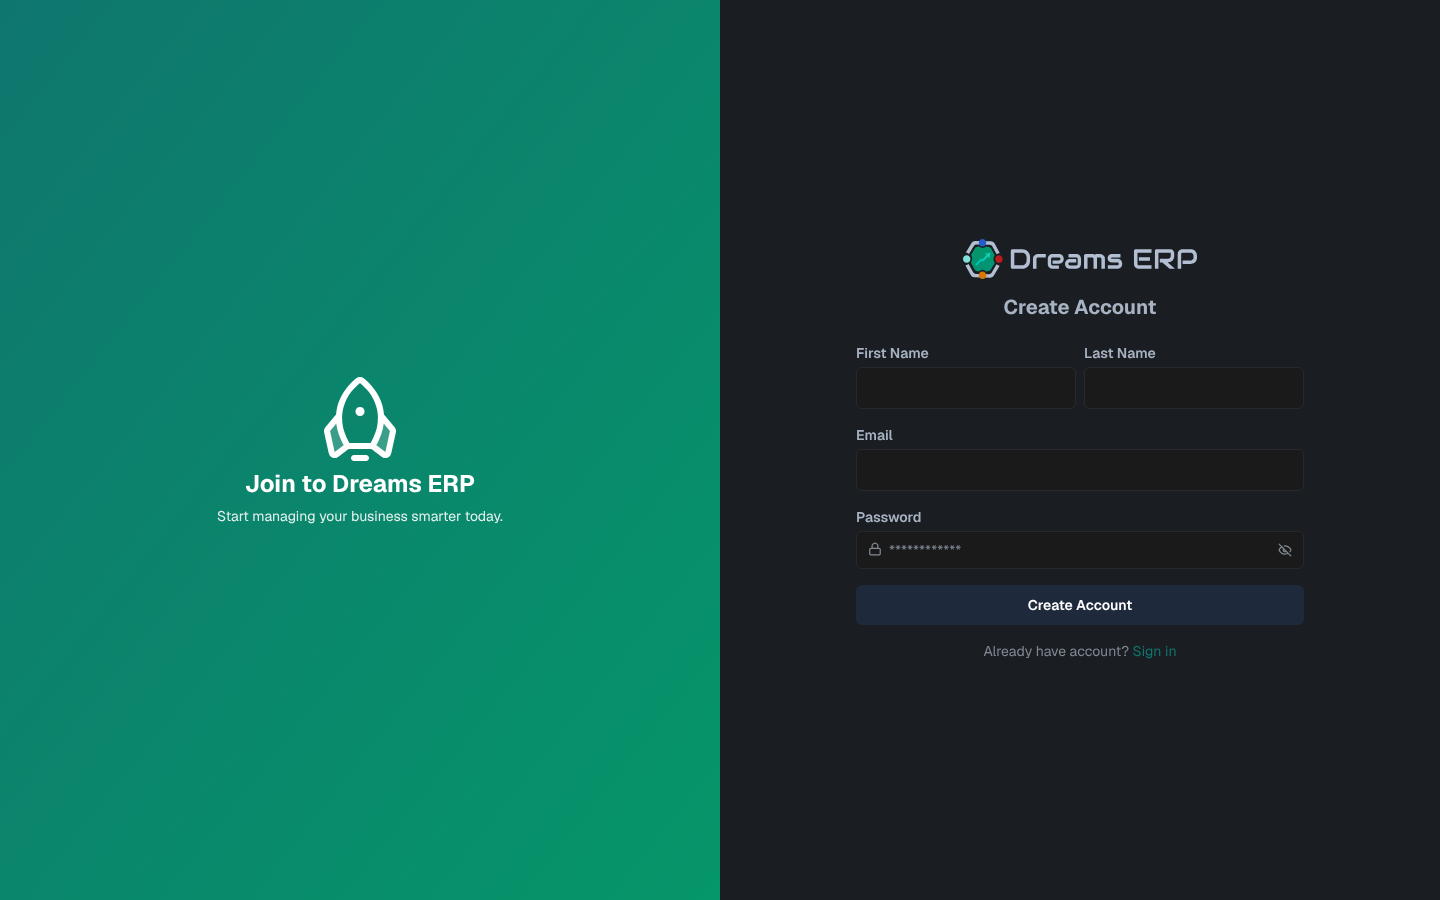 Join to Dreams ERP
Start managing your business smarter today.
Dreams ERP
Create Account
First Name
Last Name
Email
Password
************
Create Account
Already have account? Sign in